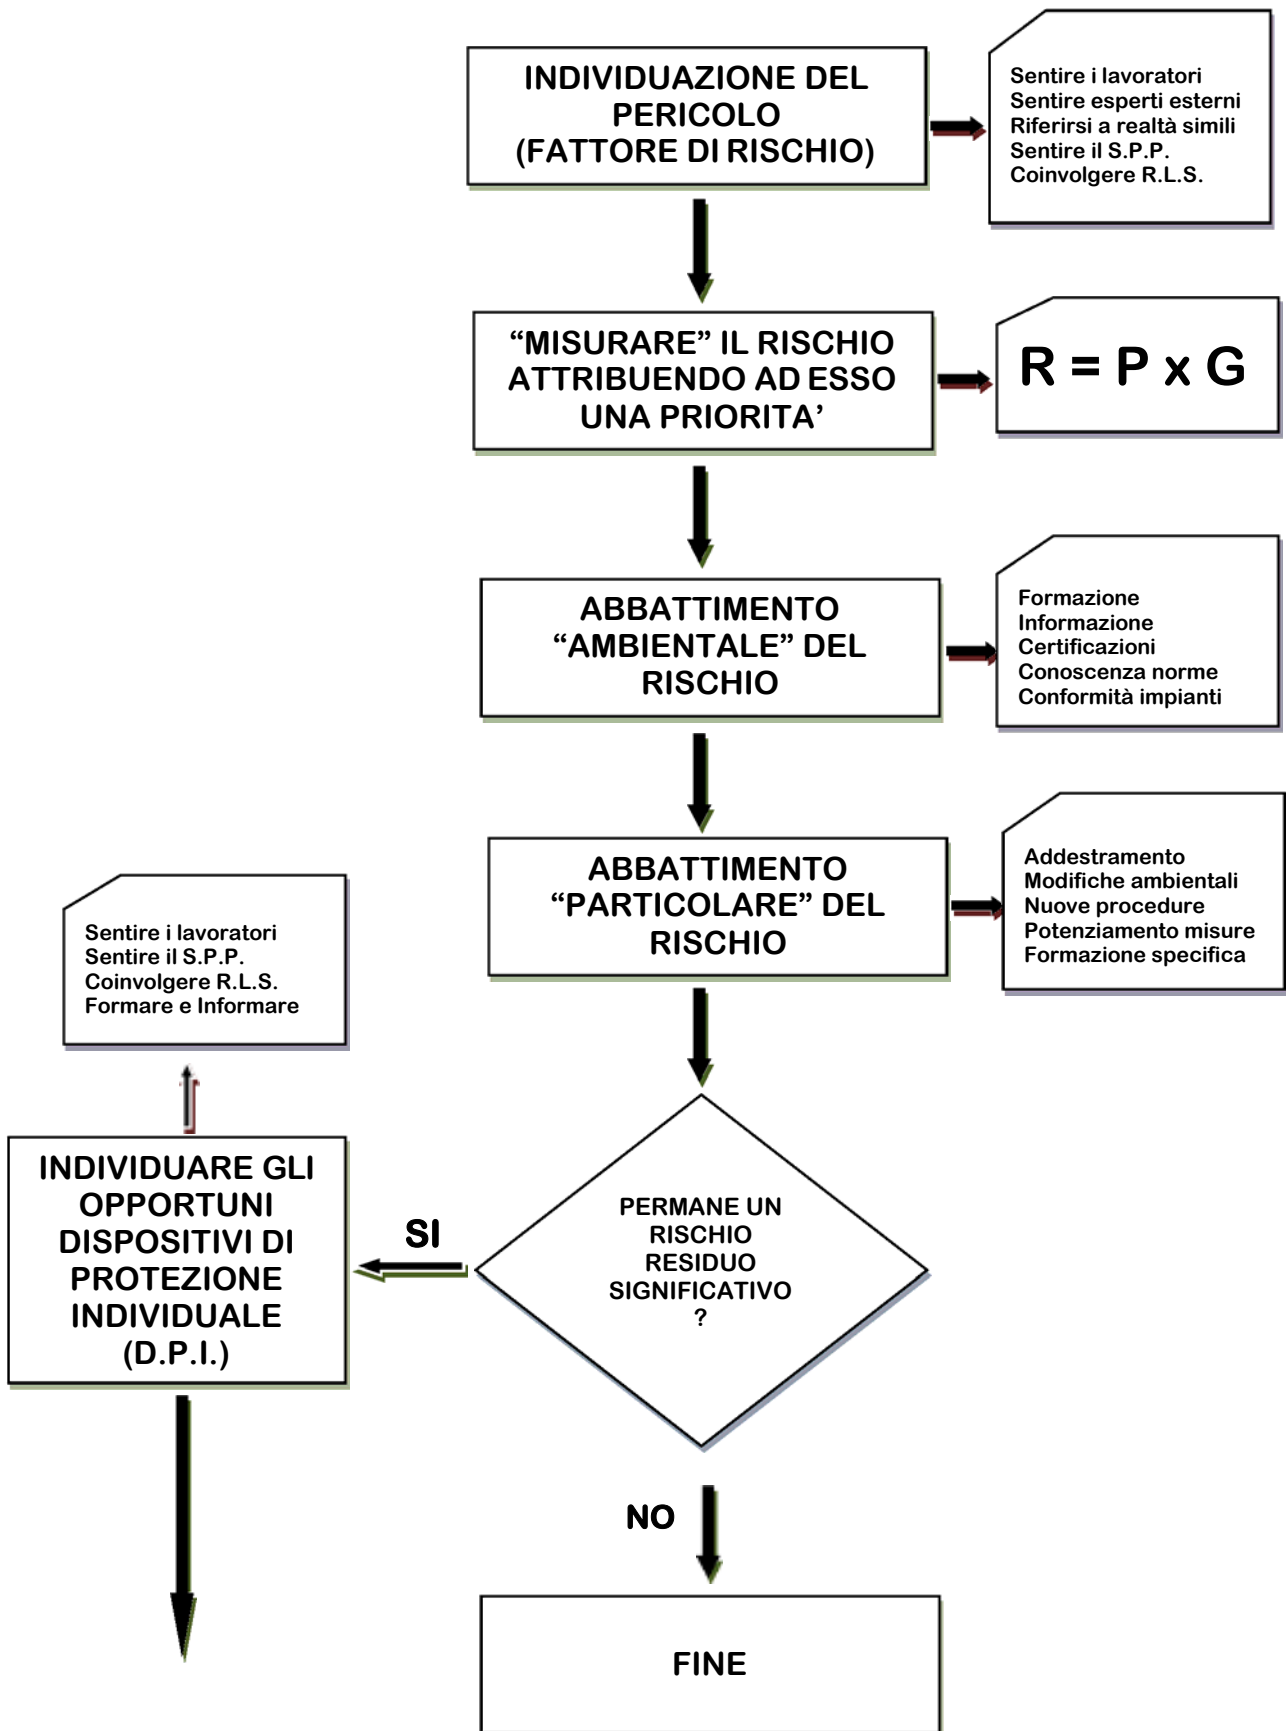 INDIVIDUAZIONE DEL
PERICOLO
(FATTORE DI RISCHIO)
Sentire i lavoratori
Sentire esperti esterni
Riferirsi a realtà simili
Sentire il S.P.P.
Coinvolgere R.L.S.
“MISURARE” IL RISCHIO
ATTRIBUENDO AD ESSO
UNA PRIORITA’
R = P x G
ABBATTIMENTO
“AMBIENTALE” DEL
RISCHIO
Formazione
Informazione
Certificazioni
Conoscenza norme
Conformità impianti
ABBATTIMENTO
“PARTICOLARE” DEL
RISCHIO
Addestramento
Modifiche ambientali
Nuove procedure
Potenziamento misure
Formazione specifica
Sentire i lavoratori
Sentire il S.P.P.
Coinvolgere R.L.S.
Formare e Informare
INDIVIDUARE GLI
OPPORTUNI
DISPOSITIVI DI
PROTEZIONE
INDIVIDUALE
(D.P.I.)
SI
PERMANE UN
RISCHIO
RESIDUO
SIGNIFICATIVO
?
NO
FINE